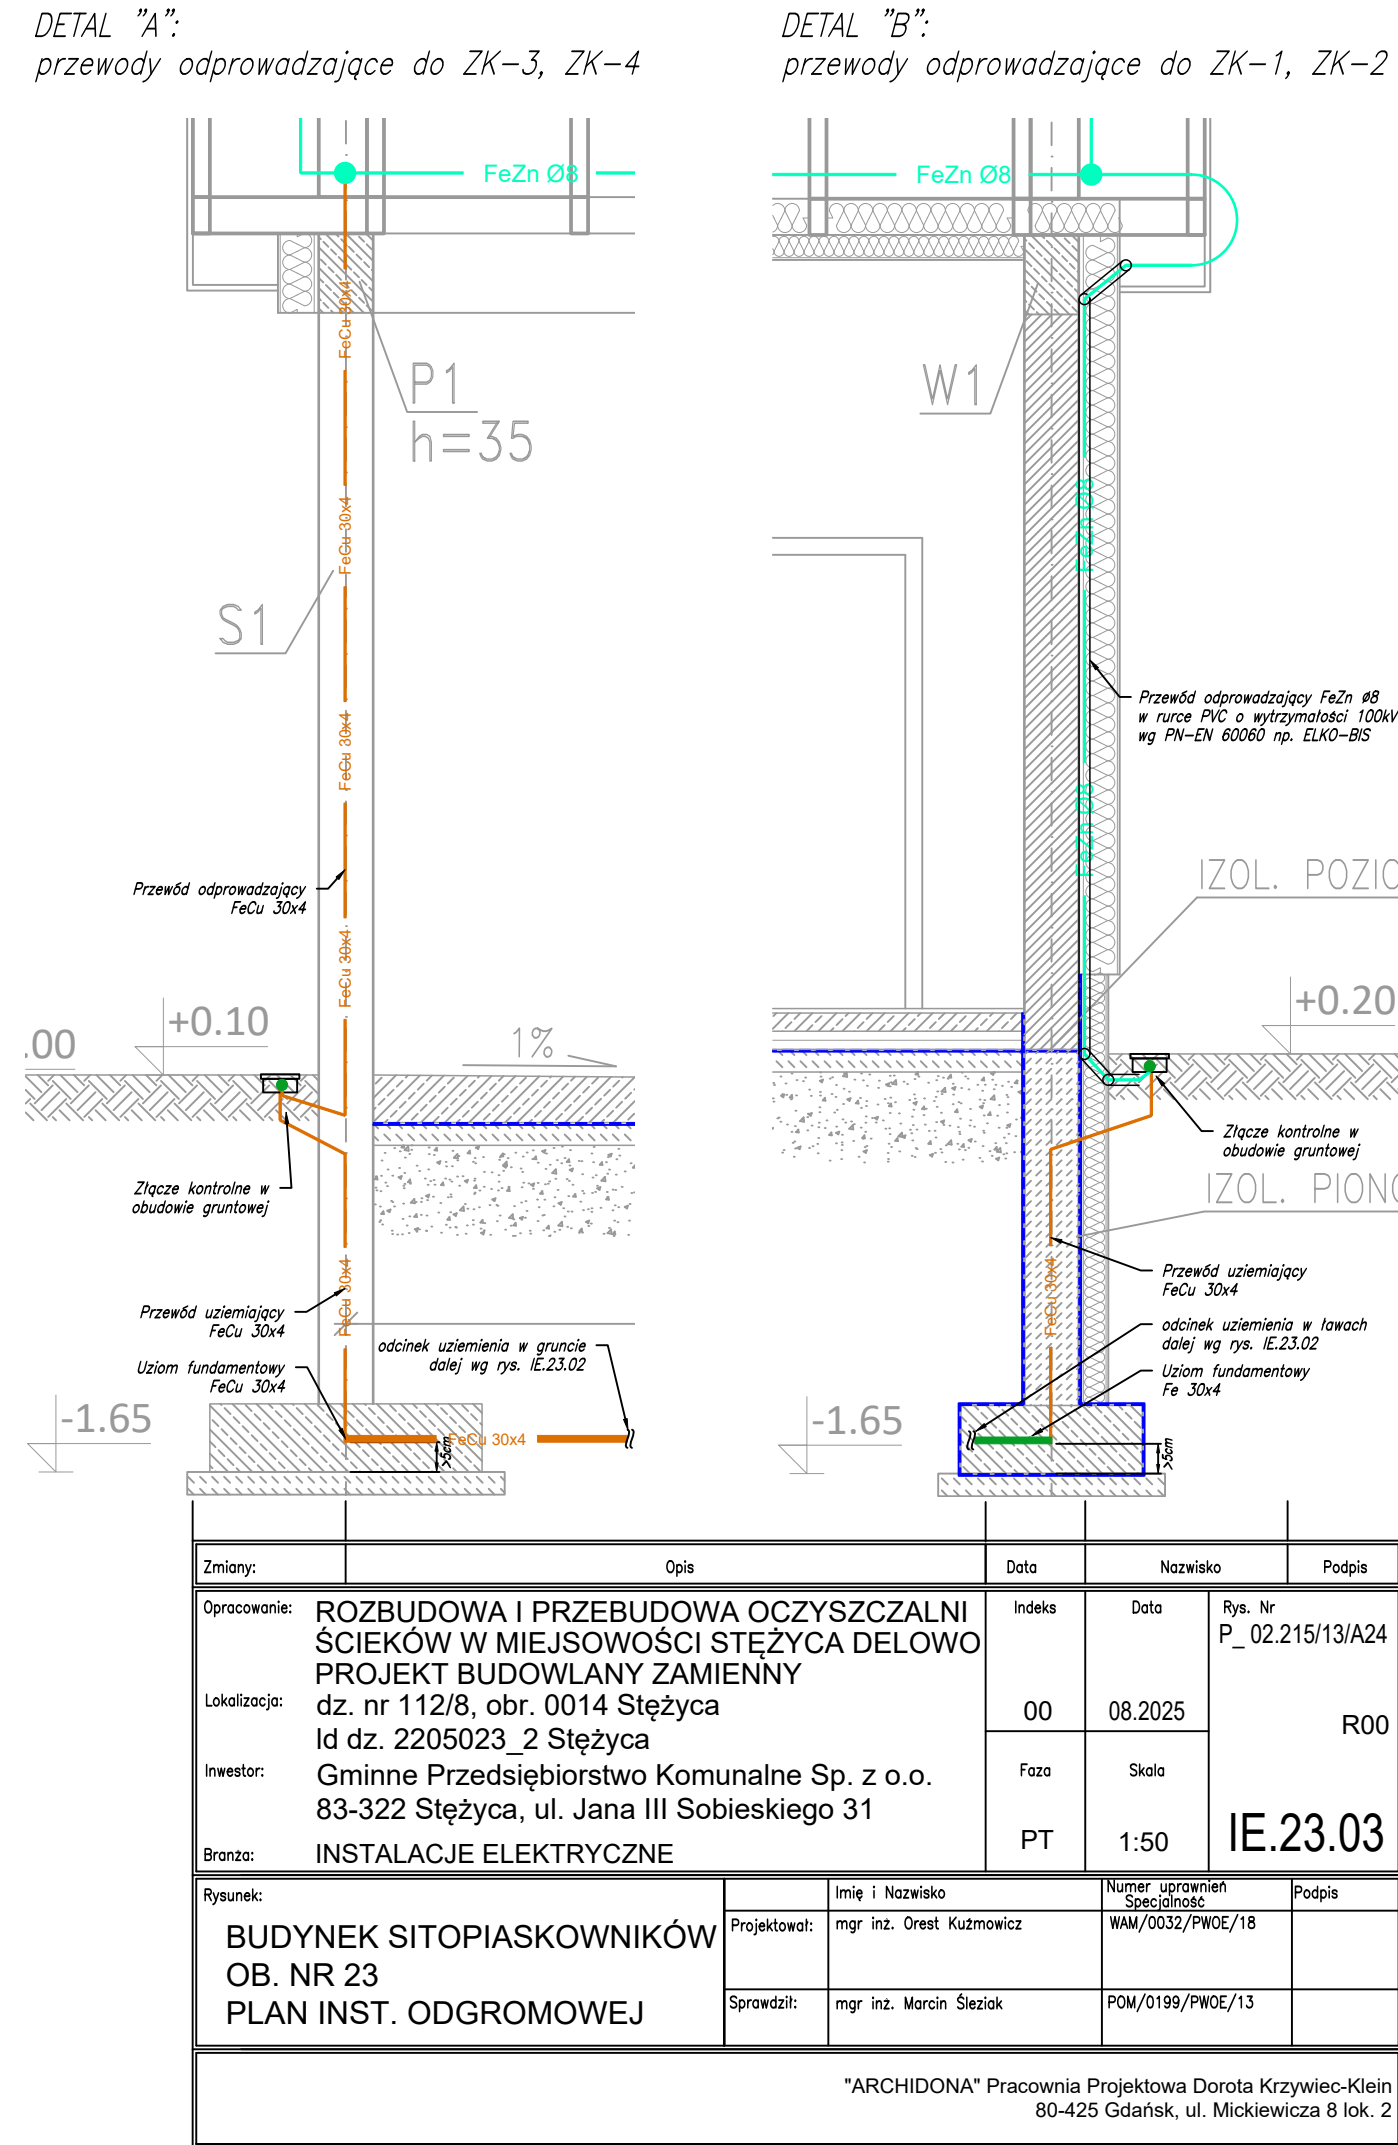 DETAL "A":
przewody odprowadzające do ZK-3, ZK-4
FeZn Ø8
FeCu 30x4
P1
h=35
FeCu 30x4
S1
FeCu 30x4
Przewód odprowadzający
FeCu 30x4
FeCu 30x4
.00
+0.10
1%
Złącze kontrolne w
obudowie gruntowej
FeCu 30x4
Przewód uziemiający
FeCu 30x4
odcinek uziemienia w gruncie
dalej wg rys. IE.23.02
Uziom fundamentowy
FeCu 30x4
-1.65
FeCu 30x4
>5cm
DETAL "B":
przewody odprowadzające do ZK-1, ZK-2
FeZn Ø8
W1
FeZn Ø8
Przewód odprowadzający FeZn Ø8
w rurce PVC o wytrzymałości 100kV
wg PN-EN 60060 np. ELKO-BIS
FeZn Ø8
IZOL. POZIO
+0.20
Złącze kontrolne w
obudowie gruntowej
IZOL. PIONO
Przewód uziemiający
FeCu 30x4
FeCu 30x4
odcinek uziemienia w ławach
dalej wg rys. IE.23.02
Uziom fundamentowy
Fe 30x4
-1.65
>5cm
Zmiany: Opis Data Nazwisko Podpis
Opracowanie: ROZBUDOWA I PRZEBUDOWA OCZYSZCZALNI
ŚCIEKÓW W MIEJSOWOŚCI STĘŻYCA DELOWO
PROJEKT BUDOWLANY ZAMIENNY
Lokalizacja: dz. nr 112/8, obr. 0014 Stężyca
Id dz. 2205023_2 Stężyca
Inwestor: Gminne Przedsiębiorstwo Komunalne Sp. z o.o.
83-322 Stężyca, ul. Jana III Sobieskiego 31
Branża: INSTALACJE ELEKTRYCZNE
Indeks Data Rys. Nr
P_ 02.215/13/A24
00 08.2025 R00
Faza Skala
PT 1:50 IE.23.03
Rysunek:
BUDYNEK SITOPIASKOWNIKÓW
OB. NR 23
PLAN INST. ODGROMOWEJ
Imię i Nazwisko Numer uprawnień Podpis
Specjalność
Projektował: mgr inż. Orest Kuźmowicz WAM/0032/PWOE/18
Sprawdził: mgr inż. Marcin Śleziak POM/0199/PWOE/13
"ARCHIDONA" Pracownia Projektowa Dorota Krzywiec-Klein
80-425 Gdańsk, ul. Mickiewicza 8 lok. 2